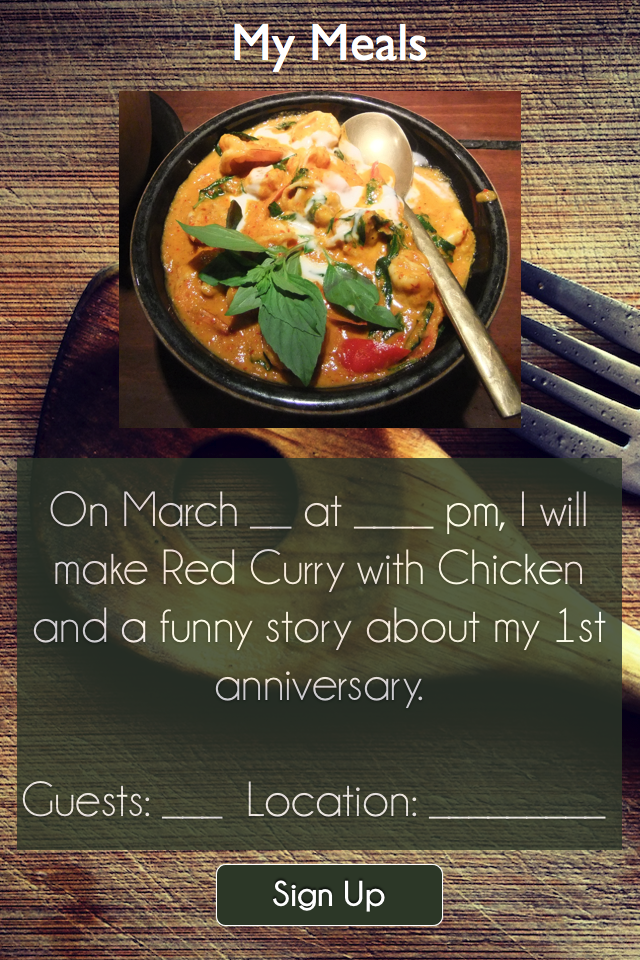 My Meals
On March __ at ____ pm, I will
make Red Curry with Chicken
and a funny story about my 1st
anniversary.
Guests: ___ Location: _________
Sign Up